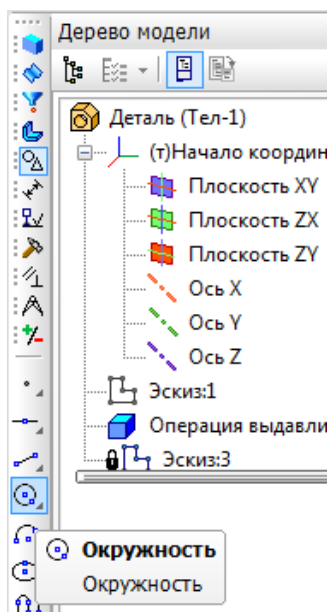 Дерево модели
Деталь (Тел-1)
(т)Начало координ
Плоскость XY
Плоскость ZX
Плоскость ZY
Ось X
Ось Y
Ось Z
Эскиз:1
Операция выдавли
Эскиз:3
Окружность
Окружность